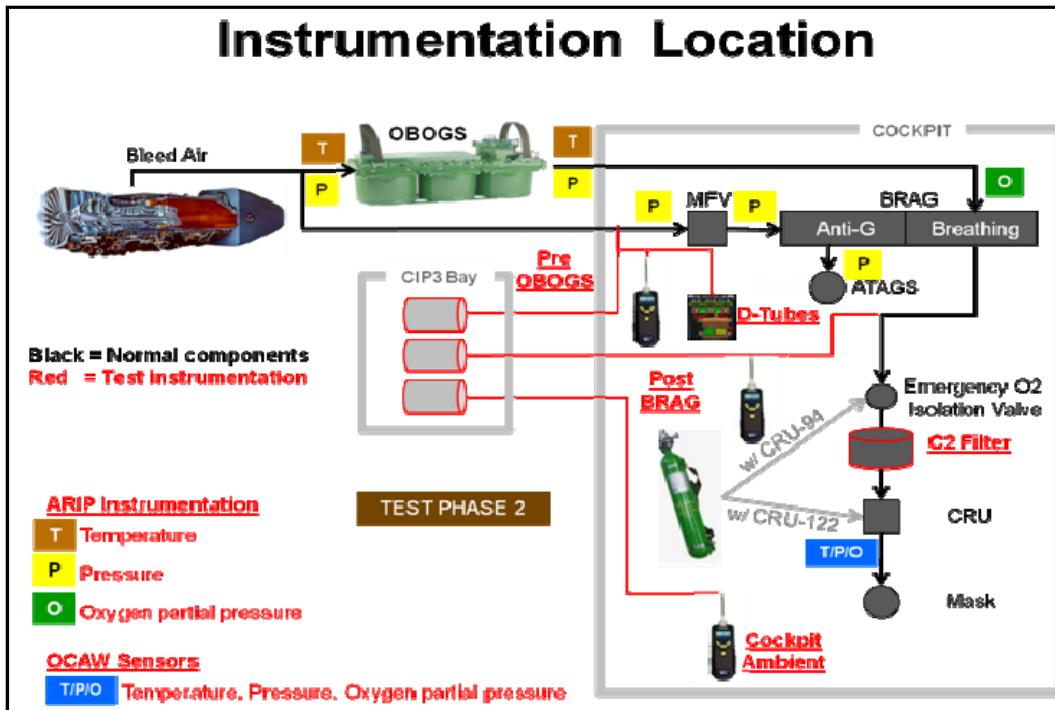 Instrumentation Location
COCKPIT
OBOGS
T
T
Bleed Air
P
P
O
MFV
BRAG
P
P
Anti-G
Breathing
Pre
OBOGS
CIP3 Bay
P
ATAGS
D-Tubes
Black = Normal components
Red = Test instrumentation
Post
BRAG
Emergency O2
Isolation Valve
w/ CRU-94
C2 Filter
ARIP Instrumentation
TEST PHASE 2
w/ CRU-122
CRU
T Temperature
T/P/O
P Pressure
O Oxygen partial pressure
Mask
Cockpit
Ambient
OCAW Sensors
T/P/O Temperature, Pressure, Oxygen partial pressure